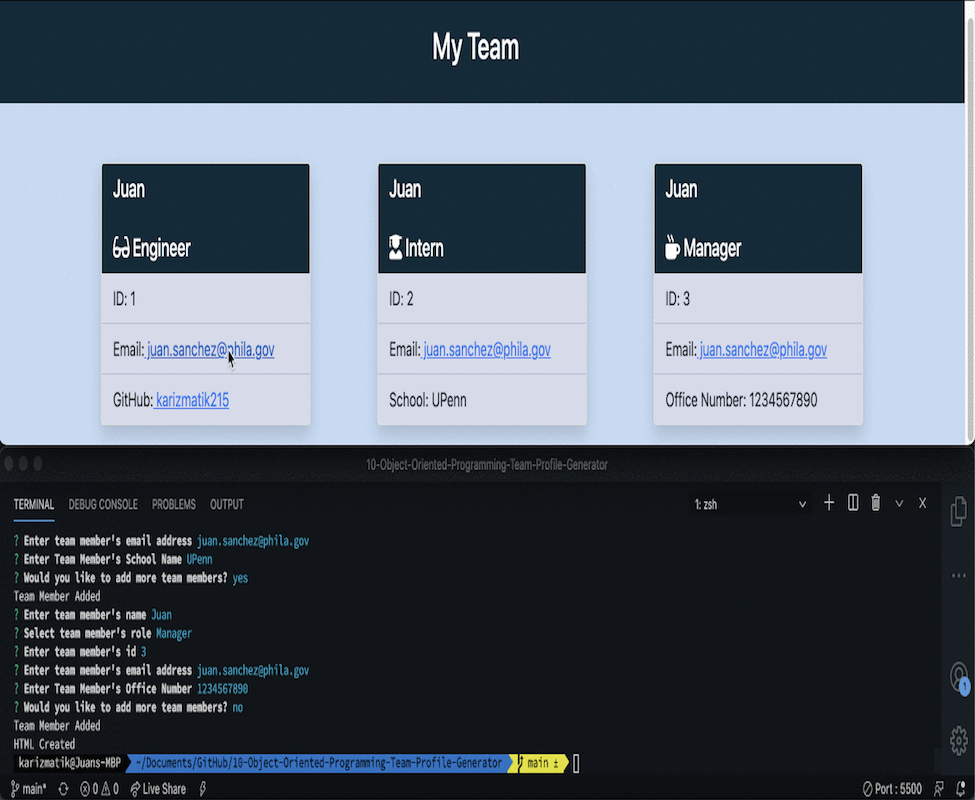 My Team
Juan
Engineer
ID: 1
Email: juan.sanchez@phila.gov
GitHub: karizmatik215
Juan
Intern
ID: 2
Email: juan.sanchez@phila.gov
School: UPenn
Juan
Manager
ID: 3
Email: juan.sanchez@phila.gov
Office Number: 1234567890
10-Object-Oriented-Programming-Team-Profile-Generator
TERMINAL DEBUG CONSOLE PROBLEMS OUTPUT 1: zsh
? Enter team member's email address juan.sanchez@phila.gov
? Enter Team Member's School Name UPenn
? Would you like to add more team members? yes
Team Member Added
? Enter team member's name Juan
? Select team member's role Manager
? Enter team member's id 3
? Enter team member's email address juan.sanchez@phila.gov
? Enter Team Member's Office Number 1234567890
? Would you like to add more team members? no
Team Member Added
HTML Created
karizmatik@Juans-MBP ~/Documents/GitHub/10-Object-Oriented-Programming-Team-Profile-Generator main ±
1
main* 0 0 Live Share Port : 5500